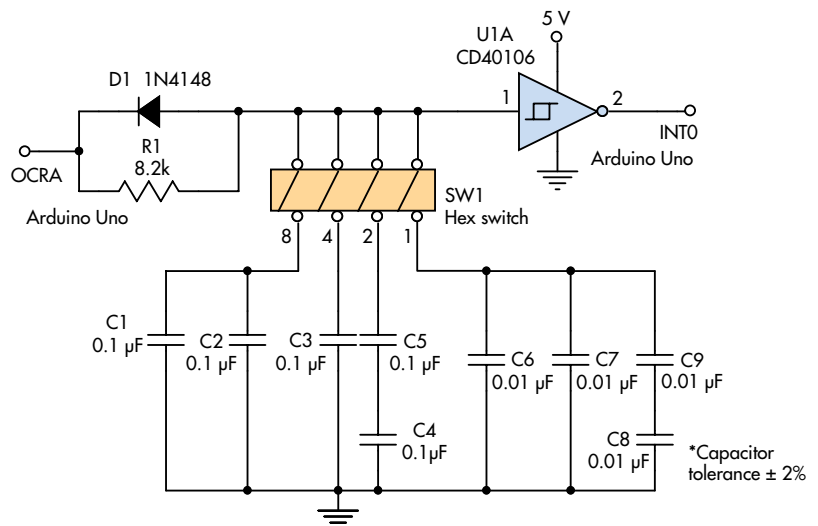 U1A
CD40106
5 V
D1 1N4148
1
2
INT0
Arduino Uno
R1
8.2k
OCRA
Arduino Uno
SW1
Hex switch
8
4
2
1
C1
0.1 µF
C2
0.1 µF
C3
0.1 µF
C5
0.1 µF
C6
0.01 µF
C7
0.01 µF
C9
0.01 µF
C4
0.1µF
C8
0.01 µF
*Capacitor
tolerance ± 2%